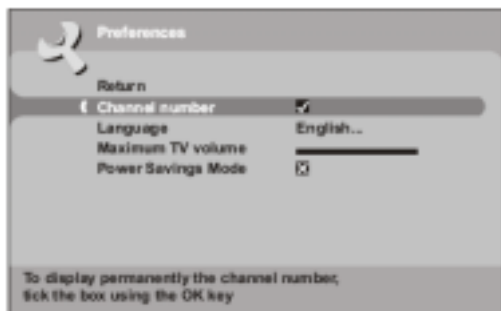 Preferences
Return
Channel number
Language English...
Maximum TV volume
Power Savings Mode
To display permanently the channel number,
tick the box using the OK key